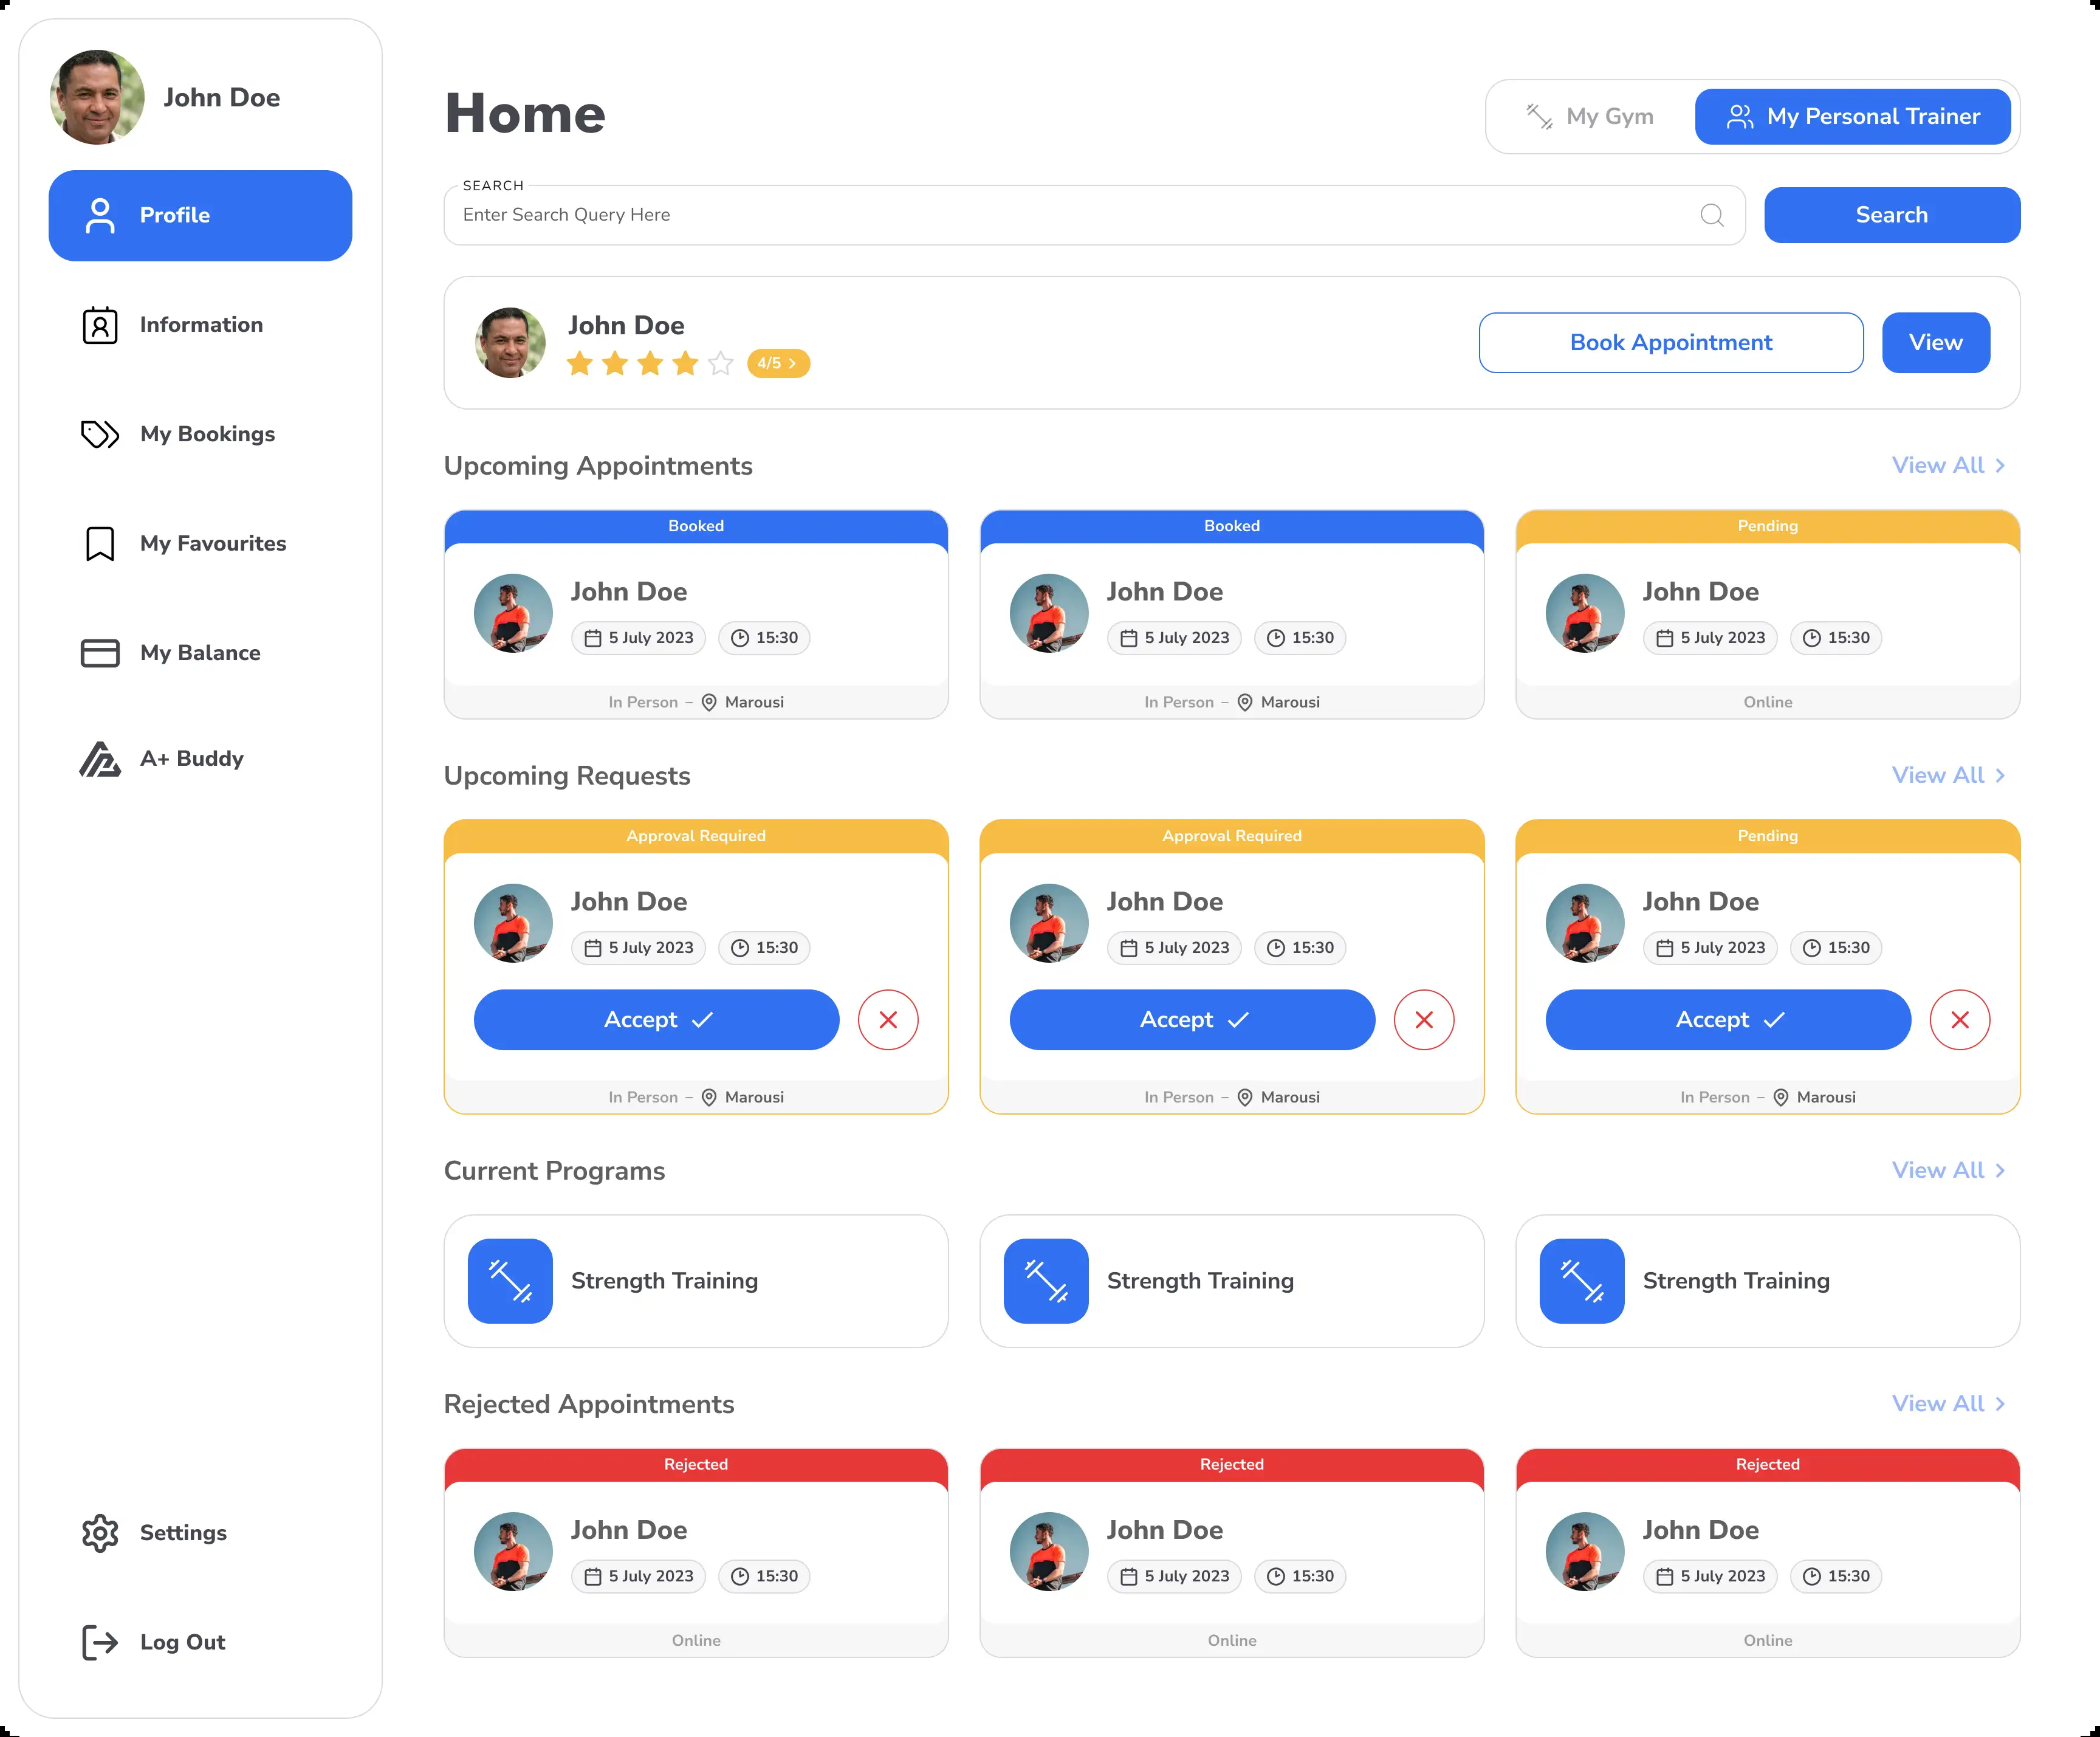 John Doe
Profile
Information
My Bookings
My Favourites
My Balance
A+ Buddy
Settings
Log Out
Home
My Gym
My Personal Trainer
SEARCH
Enter Search Query Here
Search
John Doe
4/5
Book Appointment
View
Upcoming Appointments
View All
Booked
John Doe
5 July 2023 15:30
In Person – Marousi
Booked
John Doe
5 July 2023 15:30
In Person – Marousi
Pending
John Doe
5 July 2023 15:30
Online
Upcoming Requests
View All
Approval Required
John Doe
5 July 2023 15:30
Accept
In Person – Marousi
Approval Required
John Doe
5 July 2023 15:30
Accept
In Person – Marousi
Pending
John Doe
5 July 2023 15:30
Accept
In Person – Marousi
Current Programs
View All
Strength Training
Strength Training
Strength Training
Rejected Appointments
View All
Rejected
John Doe
5 July 2023 15:30
Online
Rejected
John Doe
5 July 2023 15:30
Online
Rejected
John Doe
5 July 2023 15:30
Online